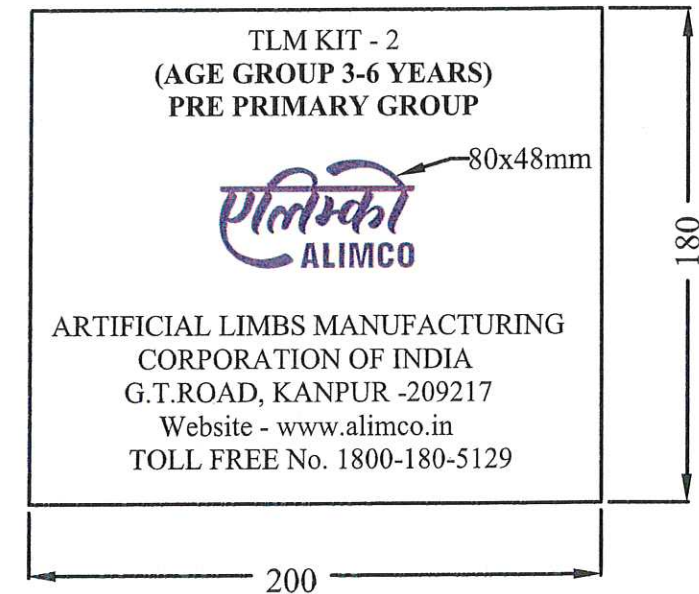 TLM KIT - 2
(AGE GROUP 3-6 YEARS)
PRE PRIMARY GROUP
80x48mm
एलिम्को
ALIMCO
180
ARTIFICIAL LIMBS MANUFACTURING
CORPORATION OF INDIA
G.T.ROAD, KANPUR -209217
Website - www.alimco.in
TOLL FREE No. 1800-180-5129
200